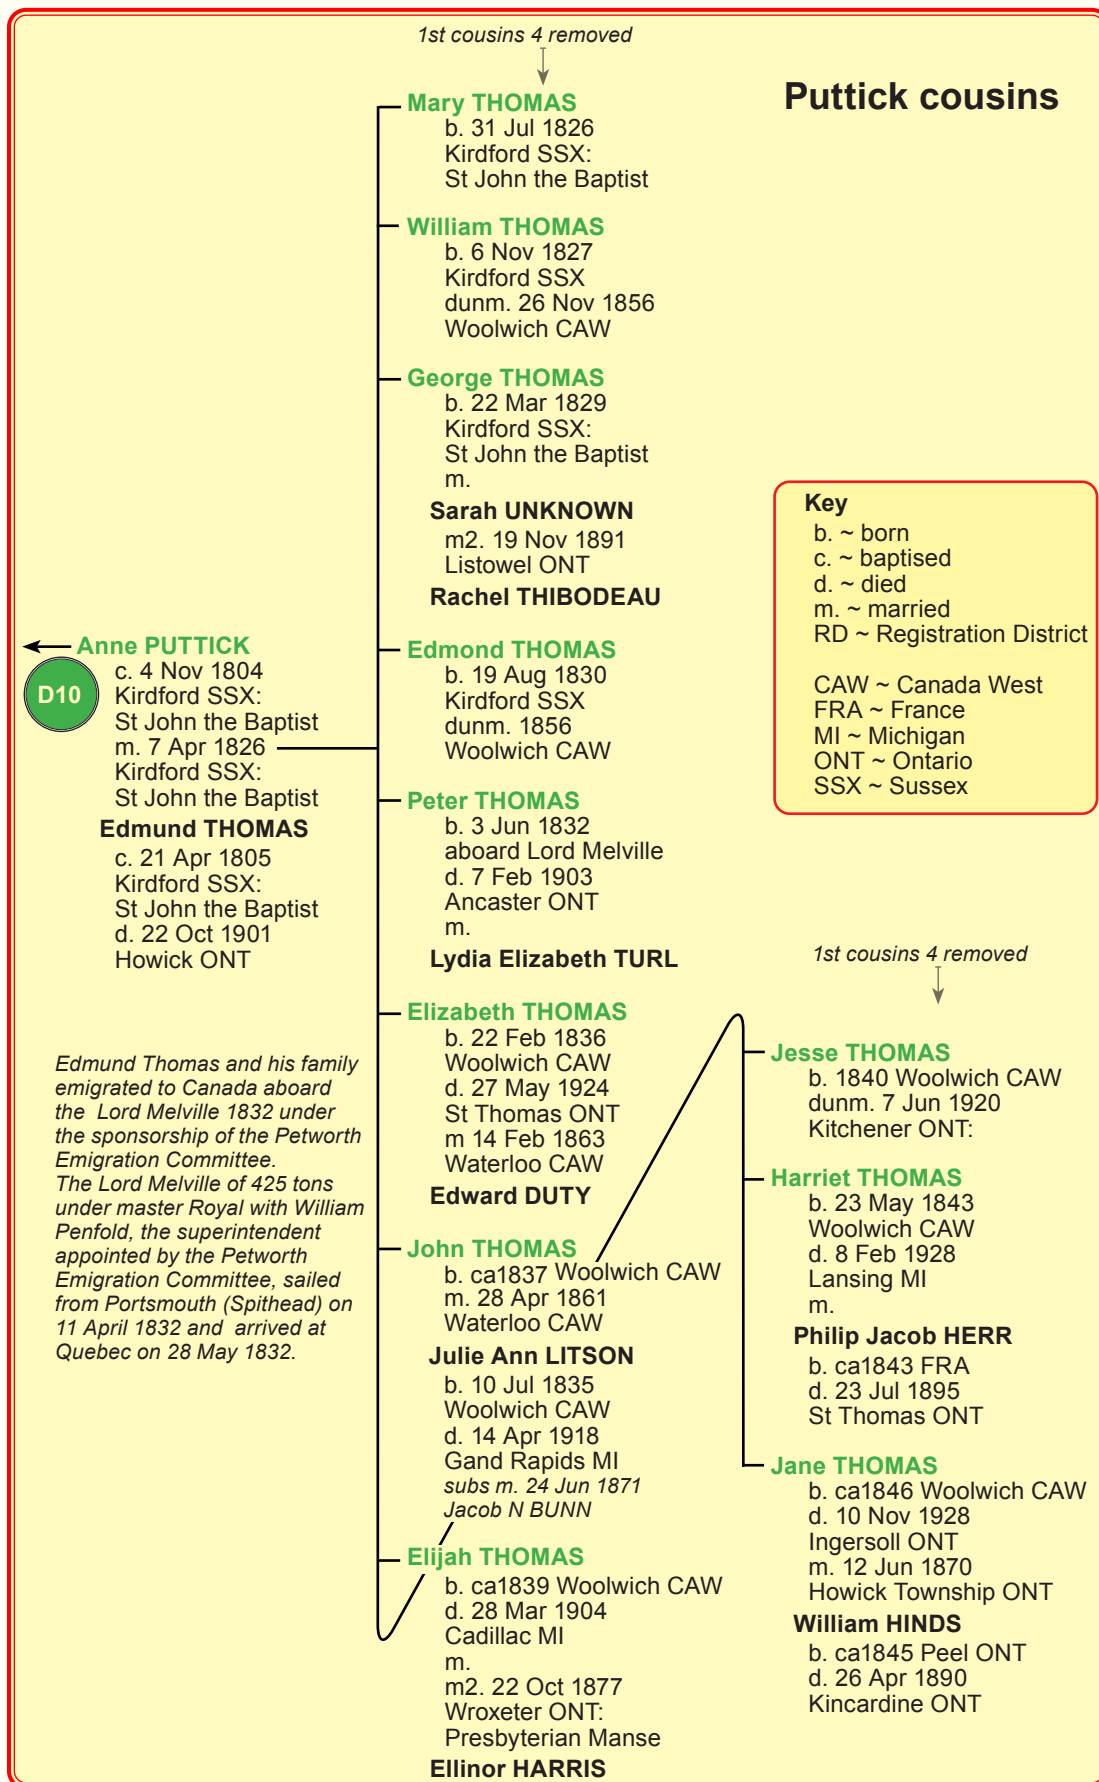 1st cousins 4 removed
Puttick cousins
Mary THOMAS
b. 31 Jul 1826
Kirdford SSX:
St John the Baptist
William THOMAS
b. 6 Nov 1827
Kirdford SSX
dunm. 26 Nov 1856
Woolwich CAW
George THOMAS
b. 22 Mar 1829
Kirdford SSX:
St John the Baptist
m.
Sarah UNKNOWN
m2. 19 Nov 1891
Listowel ONT
Rachel THIBODEAU
Key
b. ~ born
c. ~ baptised
d. ~ died
m. ~ married
RD ~ Registration District
CAW ~ Canada West
FRA ~ France
MI ~ Michigan
ONT ~ Ontario
SSX ~ Sussex
Anne PUTTICK
D10
c. 4 Nov 1804
Kirdford SSX:
St John the Baptist
m. 7 Apr 1826
Kirdford SSX:
St John the Baptist
Edmund THOMAS
c. 21 Apr 1805
Kirdford SSX:
St John the Baptist
d. 22 Oct 1901
Howick ONT
Edmund Thomas and his family
emigrated to Canada aboard
the Lord Melville 1832 under
the sponsorship of the Petworth
Emigration Committee.
The Lord Melville of 425 tons
under master Royal with William
Penfold, the superintendent
appointed by the Petworth
Emigration Committee, sailed
from Portsmouth (Spithead) on
11 April 1832 and arrived at
Quebec on 28 May 1832.
Edmond THOMAS
b. 19 Aug 1830
Kirdford SSX
dunm. 1856
Woolwich CAW
Peter THOMAS
b. 3 Jun 1832
aboard Lord Melville
d. 7 Feb 1903
Ancaster ONT
m.
Lydia Elizabeth TURL
Elizabeth THOMAS
b. 22 Feb 1836
Woolwich CAW
d. 27 May 1924
St Thomas ONT
m 14 Feb 1863
Waterloo CAW
Edward DUTY
John THOMAS
b. ca1837 Woolwich CAW
m. 28 Apr 1861
Waterloo CAW
Julie Ann LITSON
b. 10 Jul 1835
Woolwich CAW
d. 14 Apr 1918
Gand Rapids MI
subs m. 24 Jun 1871
Jacob N BUNN
Elijah THOMAS
b. ca1839 Woolwich CAW
d. 28 Mar 1904
Cadillac MI
m.
m2. 22 Oct 1877
Wroxeter ONT:
Presbyterian Manse
Ellinor HARRIS
1st cousins 4 removed
Jesse THOMAS
b. 1840 Woolwich CAW
dunm. 7 Jun 1920
Kitchener ONT:
Harriet THOMAS
b. 23 May 1843
Woolwich CAW
d. 8 Feb 1928
Lansing MI
m.
Philip Jacob HERR
b. ca1843 FRA
d. 23 Jul 1895
St Thomas ONT
Jane THOMAS
b. ca1846 Woolwich CAW
d. 10 Nov 1928
Ingersoll ONT
m. 12 Jun 1870
Howick Township ONT
William HINDS
b. ca1845 Peel ONT
d. 26 Apr 1890
Kincardine ONT